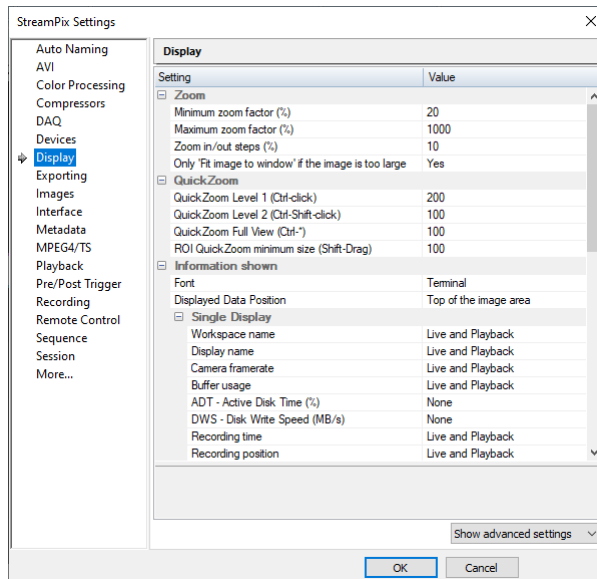 StreamPix Settings
Auto Naming
AVI
Color Processing
Compressors
DAQ
Devices
Display
Exporting
Images
Interface
Metadata
MPEG4/TS
Playback
Pre/Post Trigger
Recording
Remote Control
Sequence
Session
More...
Display
Setting Value
Zoom
Minimum zoom factor (%) 20
Maximum zoom factor (%) 1000
Zoom in/out steps (%) 10
Only 'Fit image to window' if the image is too large Yes
QuickZoom
QuickZoom Level 1 (Ctrl-click) 200
QuickZoom Level 2 (Ctrl-Shift-click) 100
QuickZoom Full View (Ctrl-*) 100
ROI QuickZoom minimum size (Shift-Drag) 100
Information shown
Font Terminal
Displayed Data Position Top of the image area
Single Display
Workspace name Live and Playback
Display name Live and Playback
Camera framerate Live and Playback
Buffer usage Live and Playback
ADT - Active Disk Time (%) None
DWS - Disk Write Speed (MB/s) None
Recording time Live and Playback
Recording position Live and Playback
Show advanced settings
OK Cancel